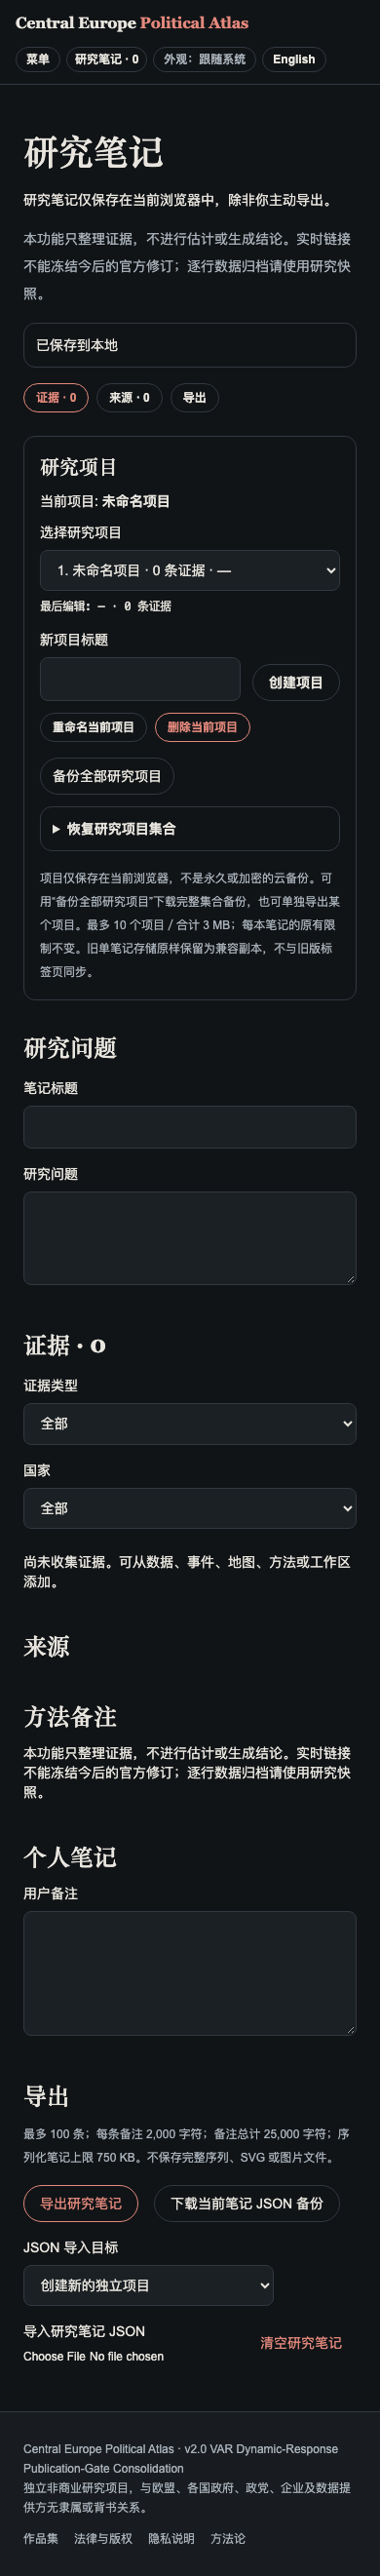 Central Europe Political Atlas
菜单 研究笔记 · 0 外观：跟随系统 English
研究笔记
研究笔记仅保存在当前浏览器中，除非你主动导出。
本功能只整理证据，不进行估计或生成结论。实时链接
不能冻结今后的官方修订；逐行数据归档请使用研究快
照。
已保存到本地
证据 · 0 来源 · 0 导出
研究项目
当前项目: 未命名项目
选择研究项目
1. 未命名项目 · 0 条证据 · —
最后编辑: — · 0 条证据
新项目标题
创建项目
重命名当前项目 删除当前项目
备份全部研究项目
▶ 恢复研究项目集合
项目仅保存在当前浏览器，不是永久或加密的云备份。可
用“备份全部研究项目”下载完整集合备份，也可单独导出某
个项目。最多 10 个项目 / 合计 3 MB；每本笔记的原有限
制不变。旧单笔记存储原样保留为兼容副本，不与旧版标
签页同步。
研究问题
笔记标题
研究问题
证据 · 0
证据类型
全部
国家
全部
尚未收集证据。可从数据、事件、地图、方法或工作区
添加。
来源
方法备注
本功能只整理证据，不进行估计或生成结论。实时链接
不能冻结今后的官方修订；逐行数据归档请使用研究快
照。
个人笔记
用户备注
导出
最多 100 条；每条备注 2,000 字符；备注总计 25,000 字符；序
列化笔记上限 750 KB。不保存完整序列、SVG 或图片文件。
导出研究笔记 下载当前笔记 JSON 备份
JSON 导入目标
创建新的独立项目
导入研究笔记 JSON
Choose File No file chosen
清空研究笔记
Central Europe Political Atlas · v2.0 VAR Dynamic-Response
Publication-Gate Consolidation
独立非商业研究项目，与欧盟、各国政府、政党、企业及数据提
供方无隶属或背书关系。
作品集 法律与版权 隐私说明 方法论